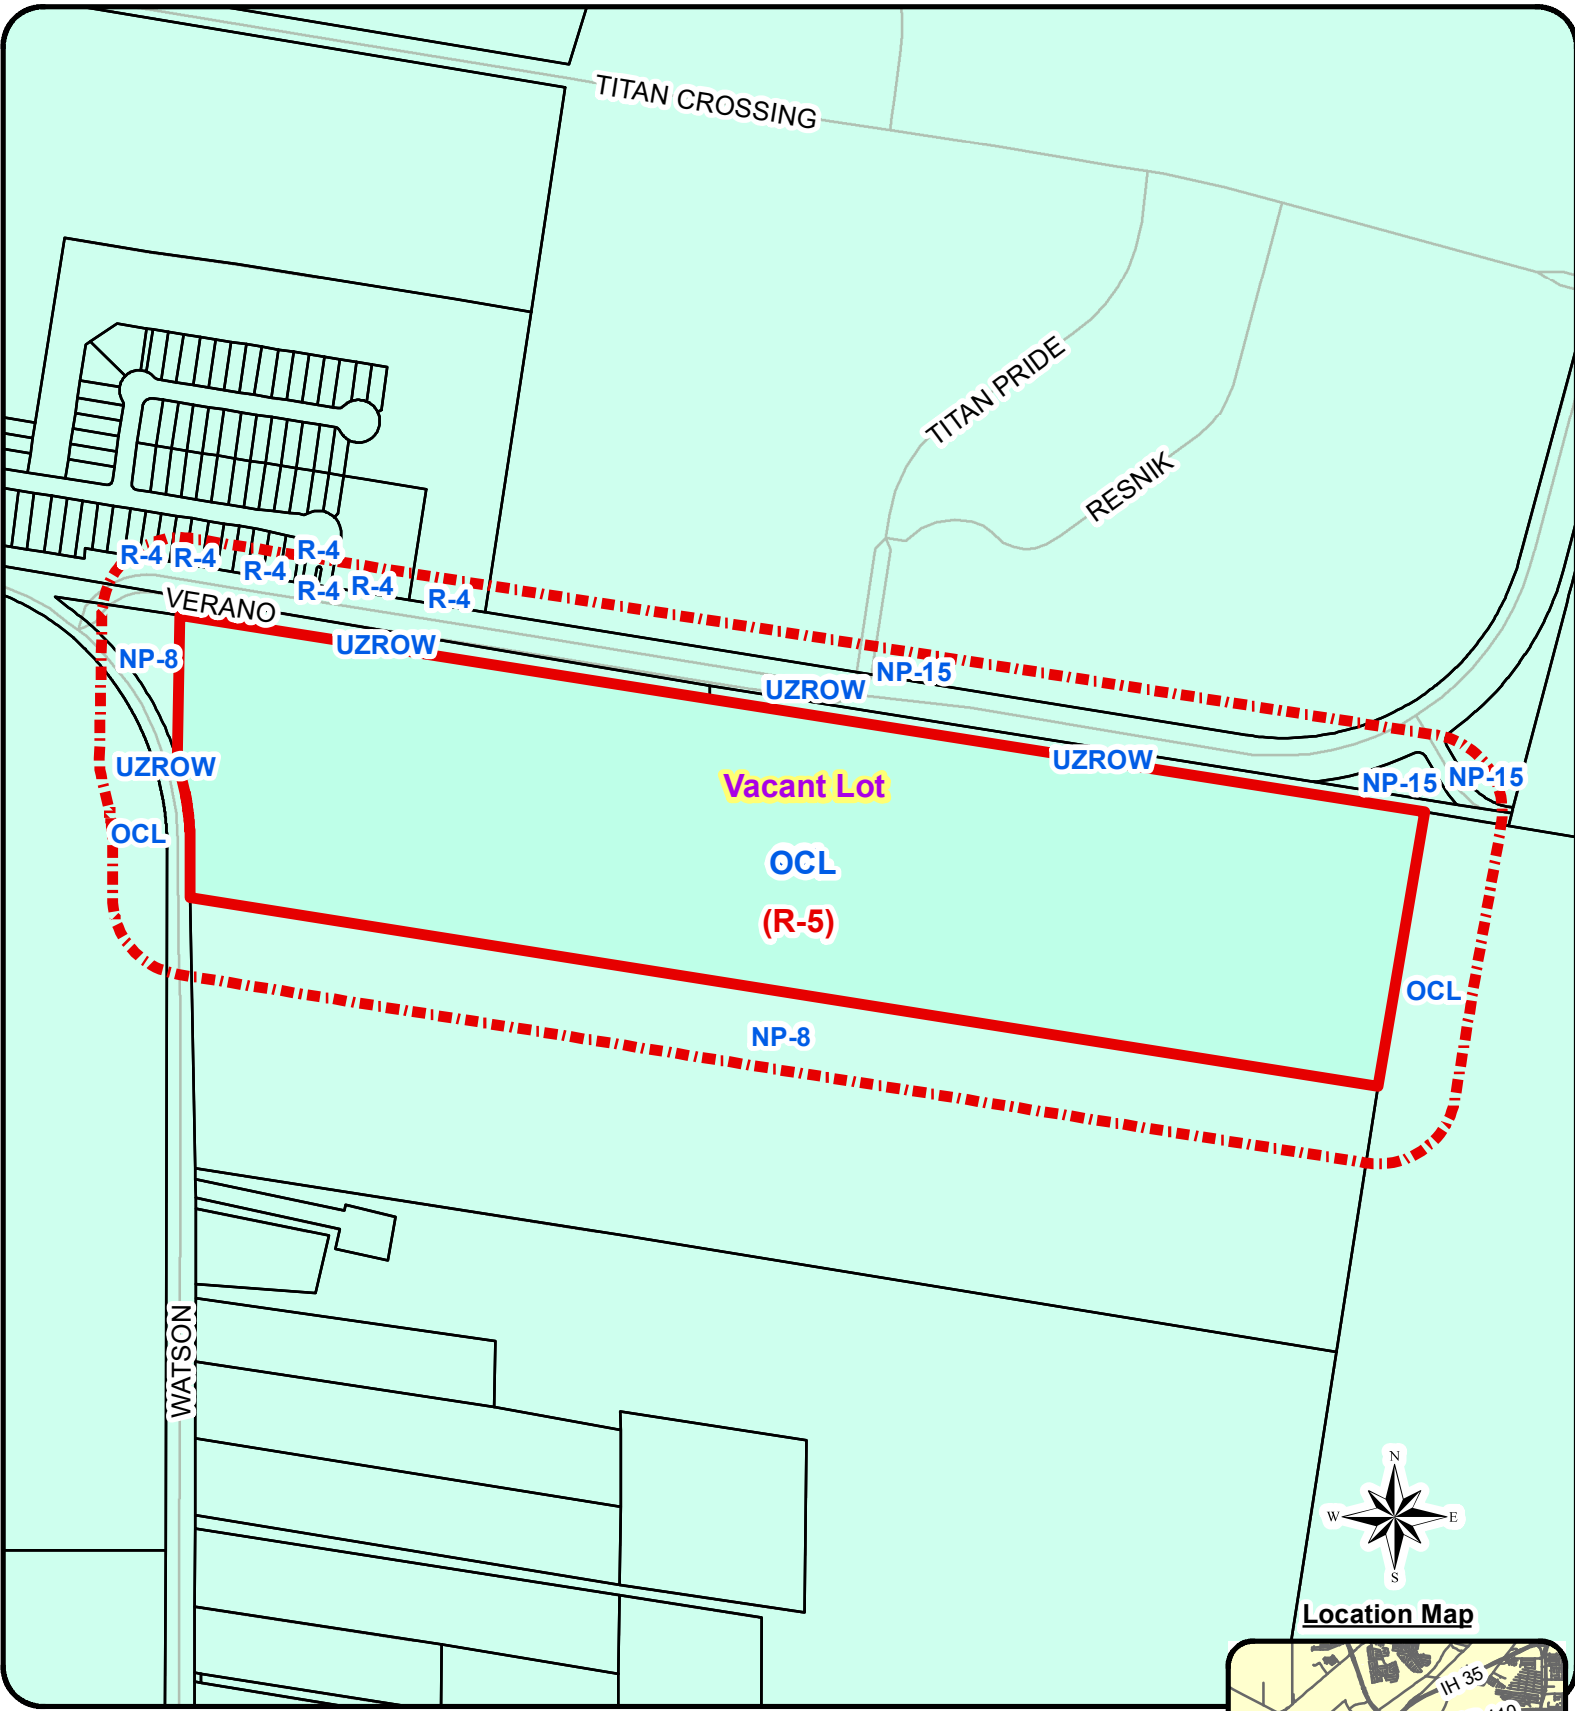 TITAN CROSSING
TITAN PRIDE
RESNIK
R-4
R-4
R-4
R-4
R-4
R-4
R-4
VERANO
UZROW
NP-8
NP-15
UZROW
UZROW
UZROW
NP-15
NP-15
Vacant Lot
OCL
OCL
(R-5)
OCL
NP-8
WATSON
N
W
E
S
Location Map
IH 35